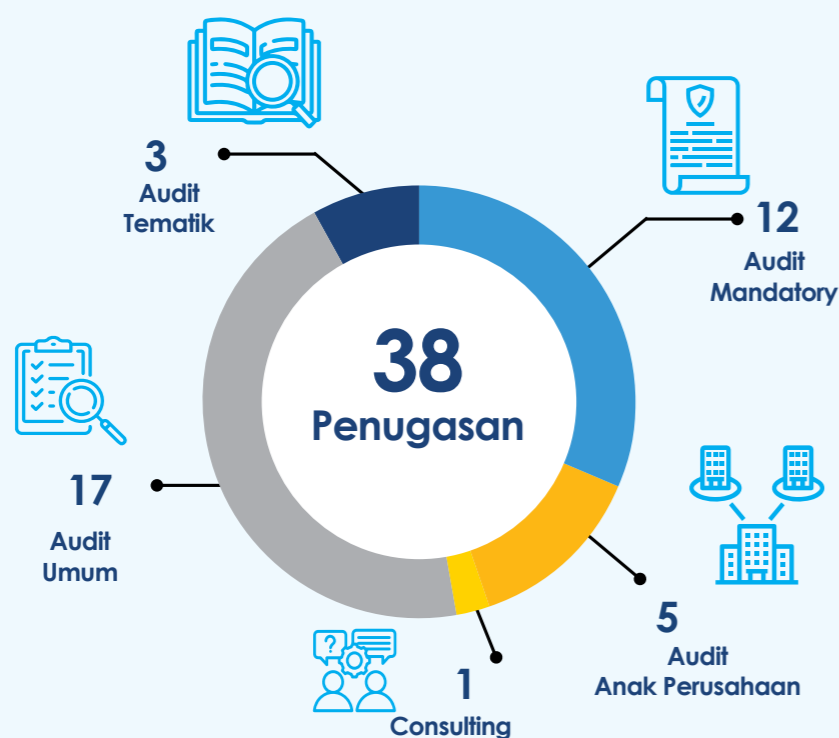 3
Audit
Tematik
12
Audit
Mandatory
38
Penugasan
17
Audit
Umum
5
Audit
Anak Perusahaan
?
1
Consulting